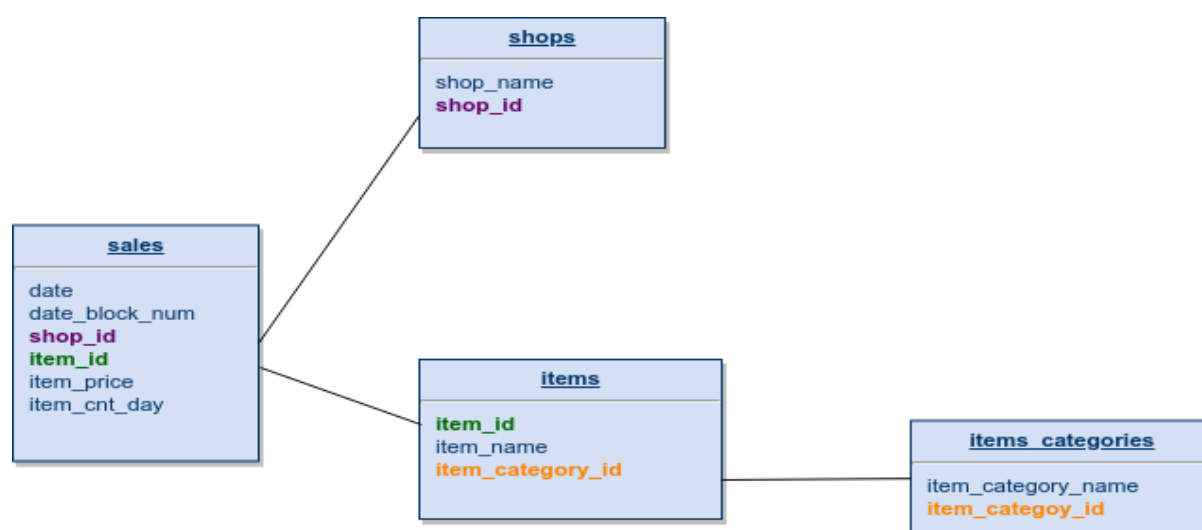 shops
shop_name
shop_id
sales
date
date_block_num
shop_id
item_id
item_price
item_cnt_day
items
item_id
item_name
item_category_id
items_categories
item_category_name
item_categoy_id